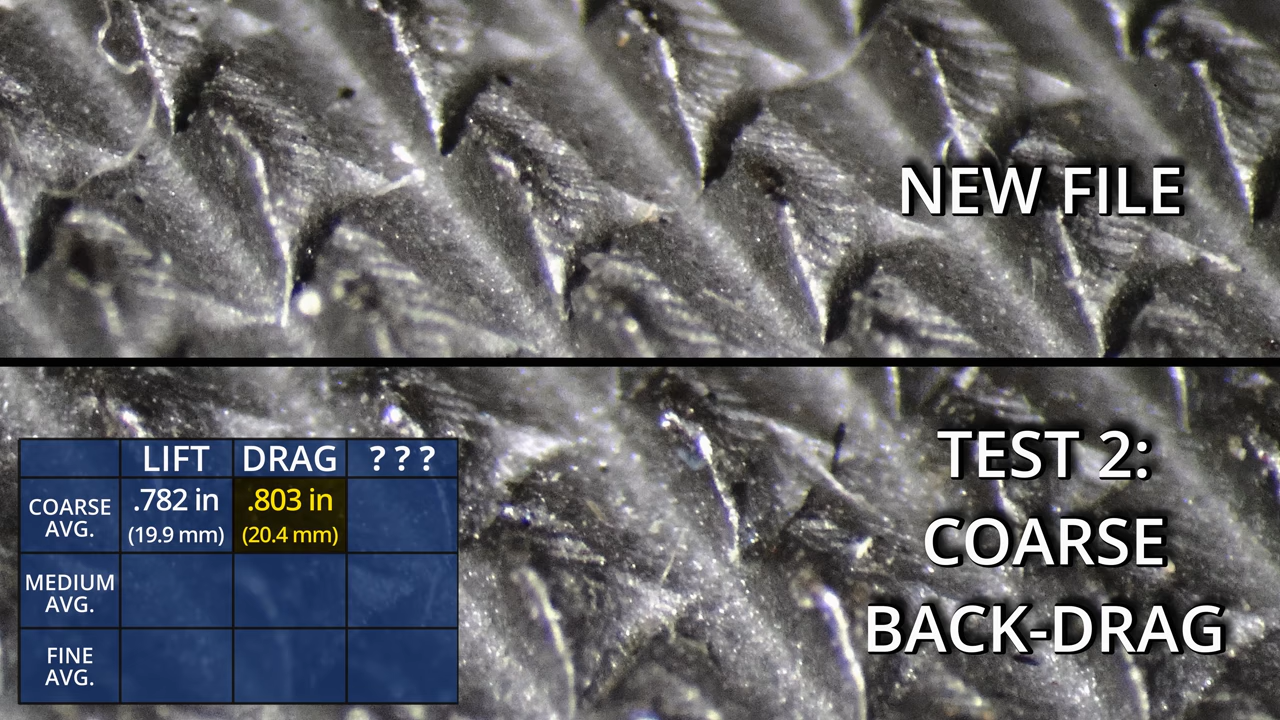 NEW FILE
TEST 2:
COARSE
BACK-DRAG
LIFT DRAG ???
COARSE AVG. .782 in (19.9 mm) .803 in (20.4 mm)
MEDIUM AVG.
FINE AVG.